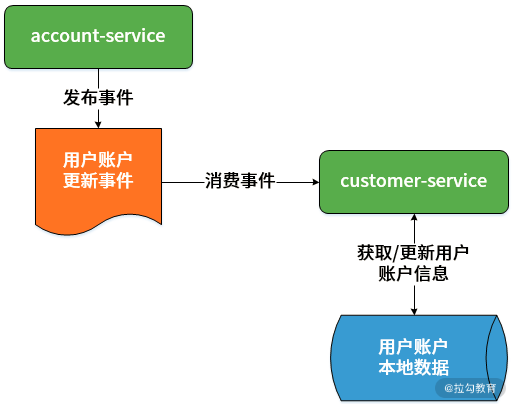 account-service
发布事件
用户账户
更新事件
消费事件
customer-service
获取/更新用户
账户信息
用户账户
本地数据
@拉勾教育